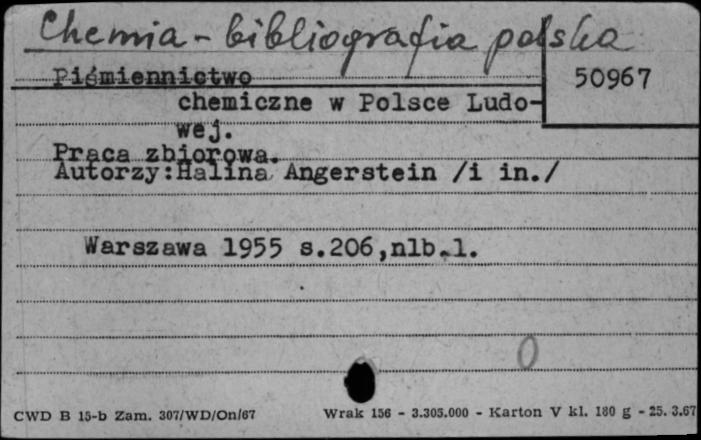 Chemia - bibliografia polska
50967
Piśmiennictwo
chemiczne w Polsce Ludo-
wej.
Praca zbiorowa.
Autorzy:Halina Angerstein /i in./
Warszawa 1955 s.206,nlb.1.
0
CWD B 15-b Zam. 307/WD/On/67 Wrak 156 - 3.305.000 - Karton V kl. 180 g - 25. 3.67